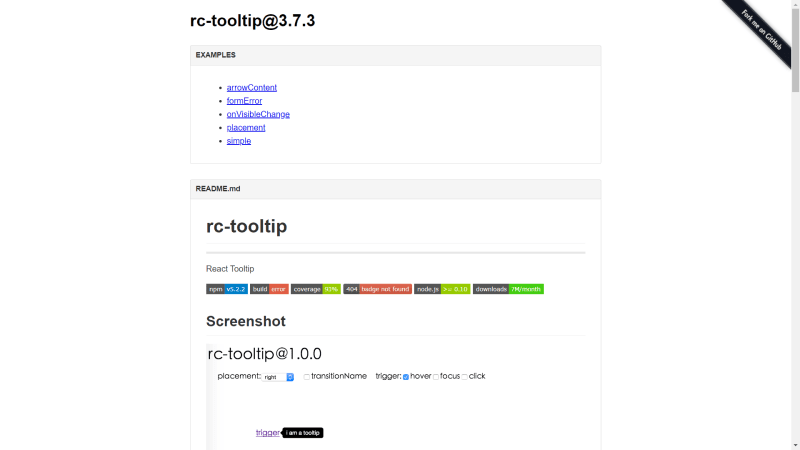 rc-tooltip@3.7.3
Fork me on GitHub
EXAMPLES
arrowContent
formError
onVisibleChange
placement
simple
README.md
rc-tooltip
React Tooltip
npm v5.2.2 build error coverage 93% 404 badge not found node.js >= 0.10 downloads 7M/month
Screenshot
rc-tooltip@1.0.0
placement: right transitionName trigger: hover focus click
trigger i am a tooltip